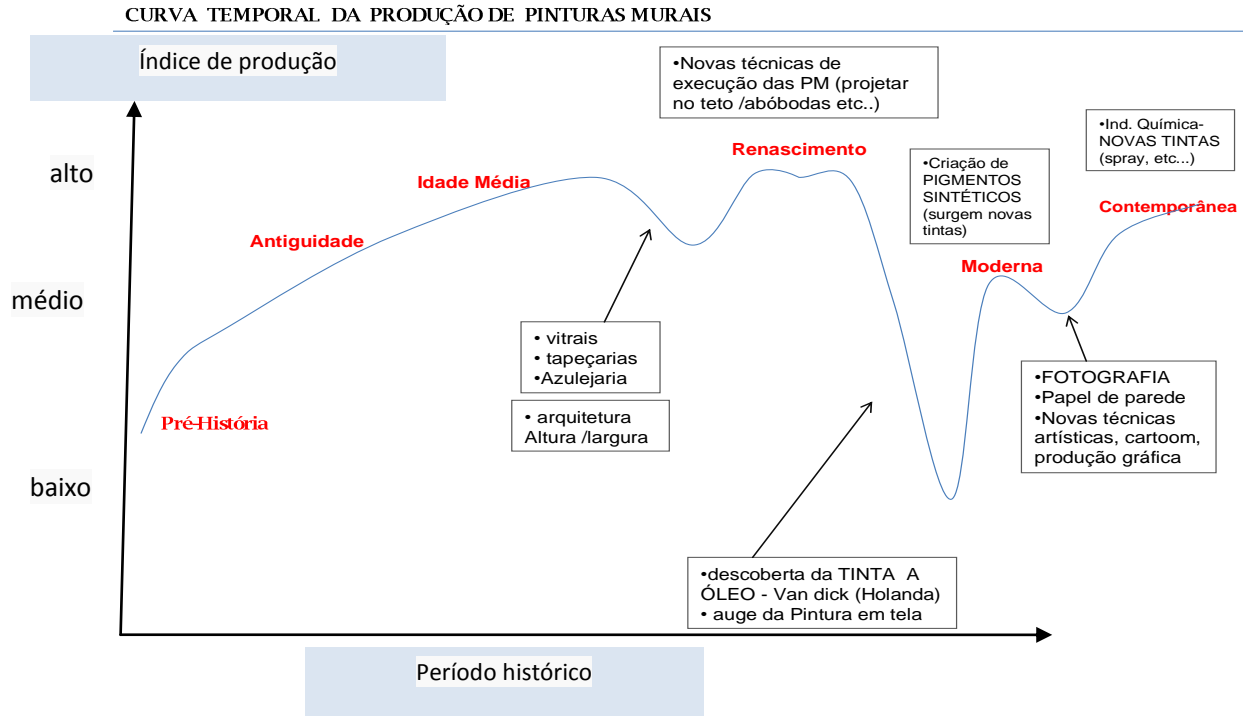 CURVA TEMPORAL DA PRODUÇÃO DE PINTURAS MURAIS
Índice de produção
•Novas técnicas de
execução das PM (projetar
no teto /abóbodas etc..)
•Ind. Química-
NOVAS TINTAS
(spray, etc...)
alto
Renascimento
•Criação de
PIGMENTOS
SINTÉTICOS
(surgem novas
tintas)
Idade Média
Contemporânea
Antiguidade
Moderna
médio
• vitrais
• tapeçarias
•Azulejaria
•FOTOGRAFIA
•Papel de parede
•Novas técnicas
artísticas, cartoom,
produção gráfica
Pré-História
• arquitetura
Altura /largura
baixo
•descoberta da TINTA A
ÓLEO - Van dick (Holanda)
• auge da Pintura em tela
Período histórico